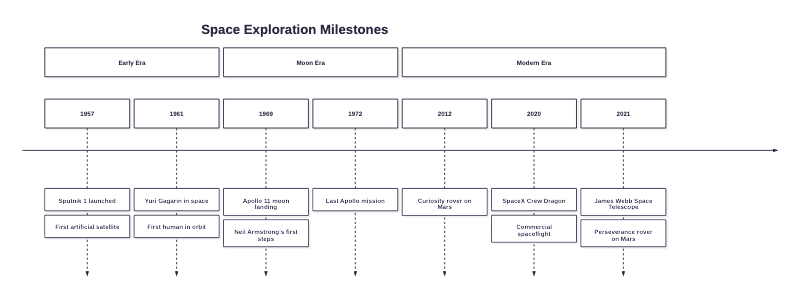 Space Exploration Milestones
Early Era
Moon Era
Modern Era
1957
1961
1969
1972
2012
2020
2021
Sputnik 1 launched
First artificial satellite
Yuri Gagarin in space
First human in orbit
Apollo 11 moon
landing
Neil Armstrong's first
steps
Last Apollo mission
Curiosity rover on
Mars
SpaceX Crew Dragon
Commercial
spaceflight
James Webb Space
Telescope
Perseverance rover
on Mars